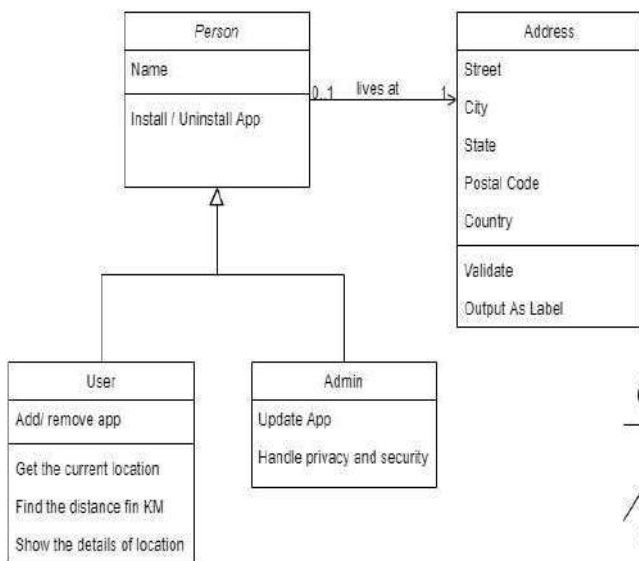 Person
Name
Install / Uninstall App
0..1 lives at 1
Address
Street
City
State
Postal Code
Country
Validate
Output As Label
User
Add/ remove app
Get the current location
Find the distance fin KM
Show the details of location
Admin
Update App
Handle privacy and security